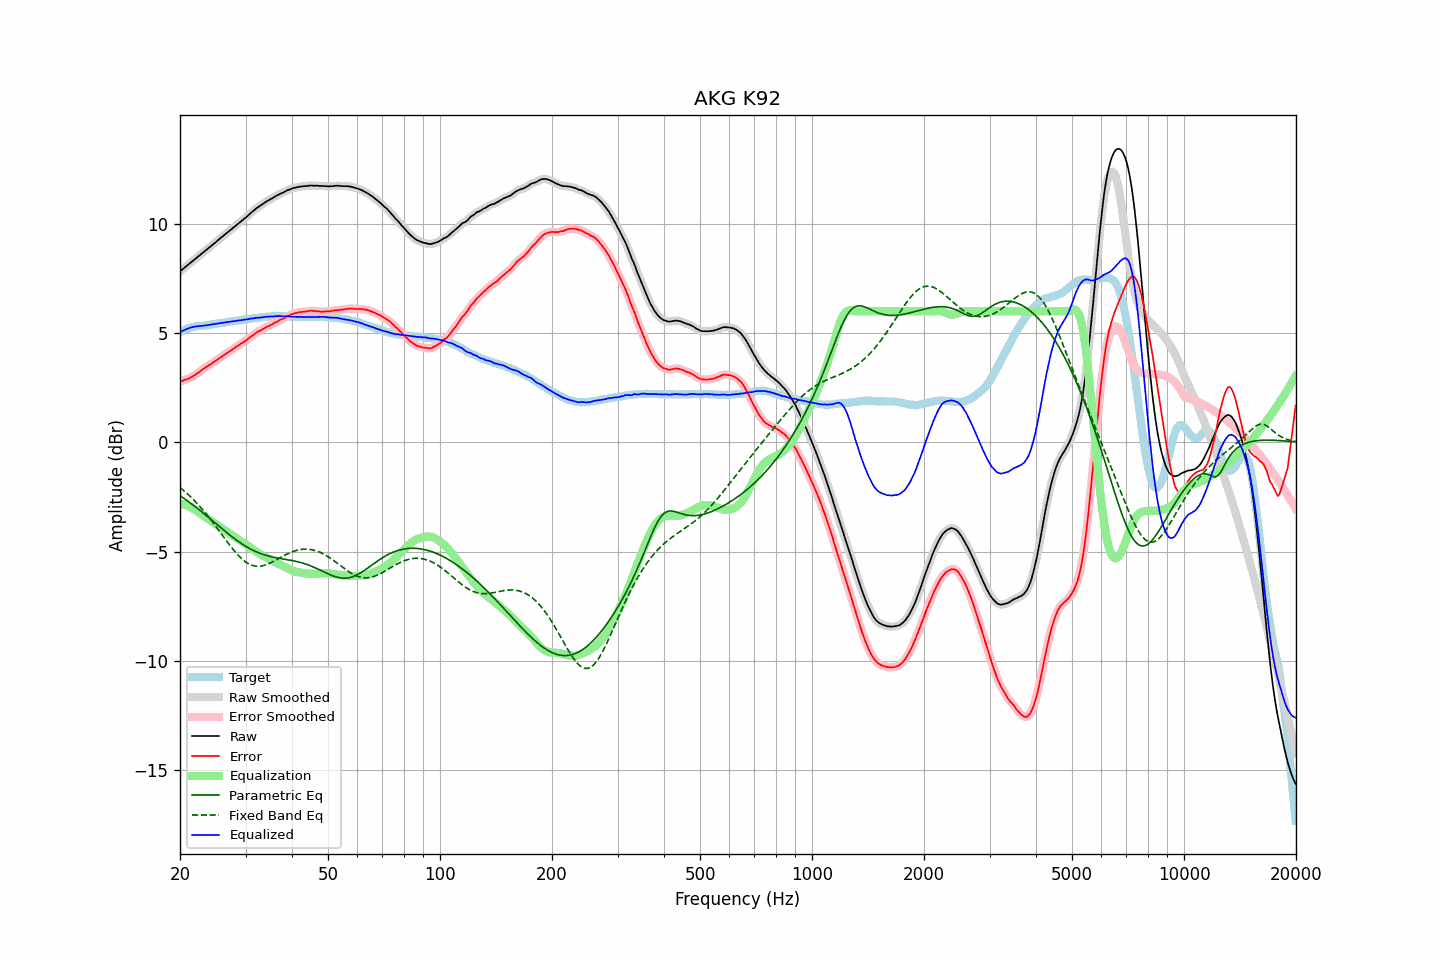 AKG K92
Amplitude (dBr)
10
5
0
−5
−10
−15
Target
Raw Smoothed
Error Smoothed
Raw
Error
Equalization
Parametric Eq
Fixed Band Eq
Equalized
20 50 100 200 500 1000 2000 5000 10000 20000
Frequency (Hz)